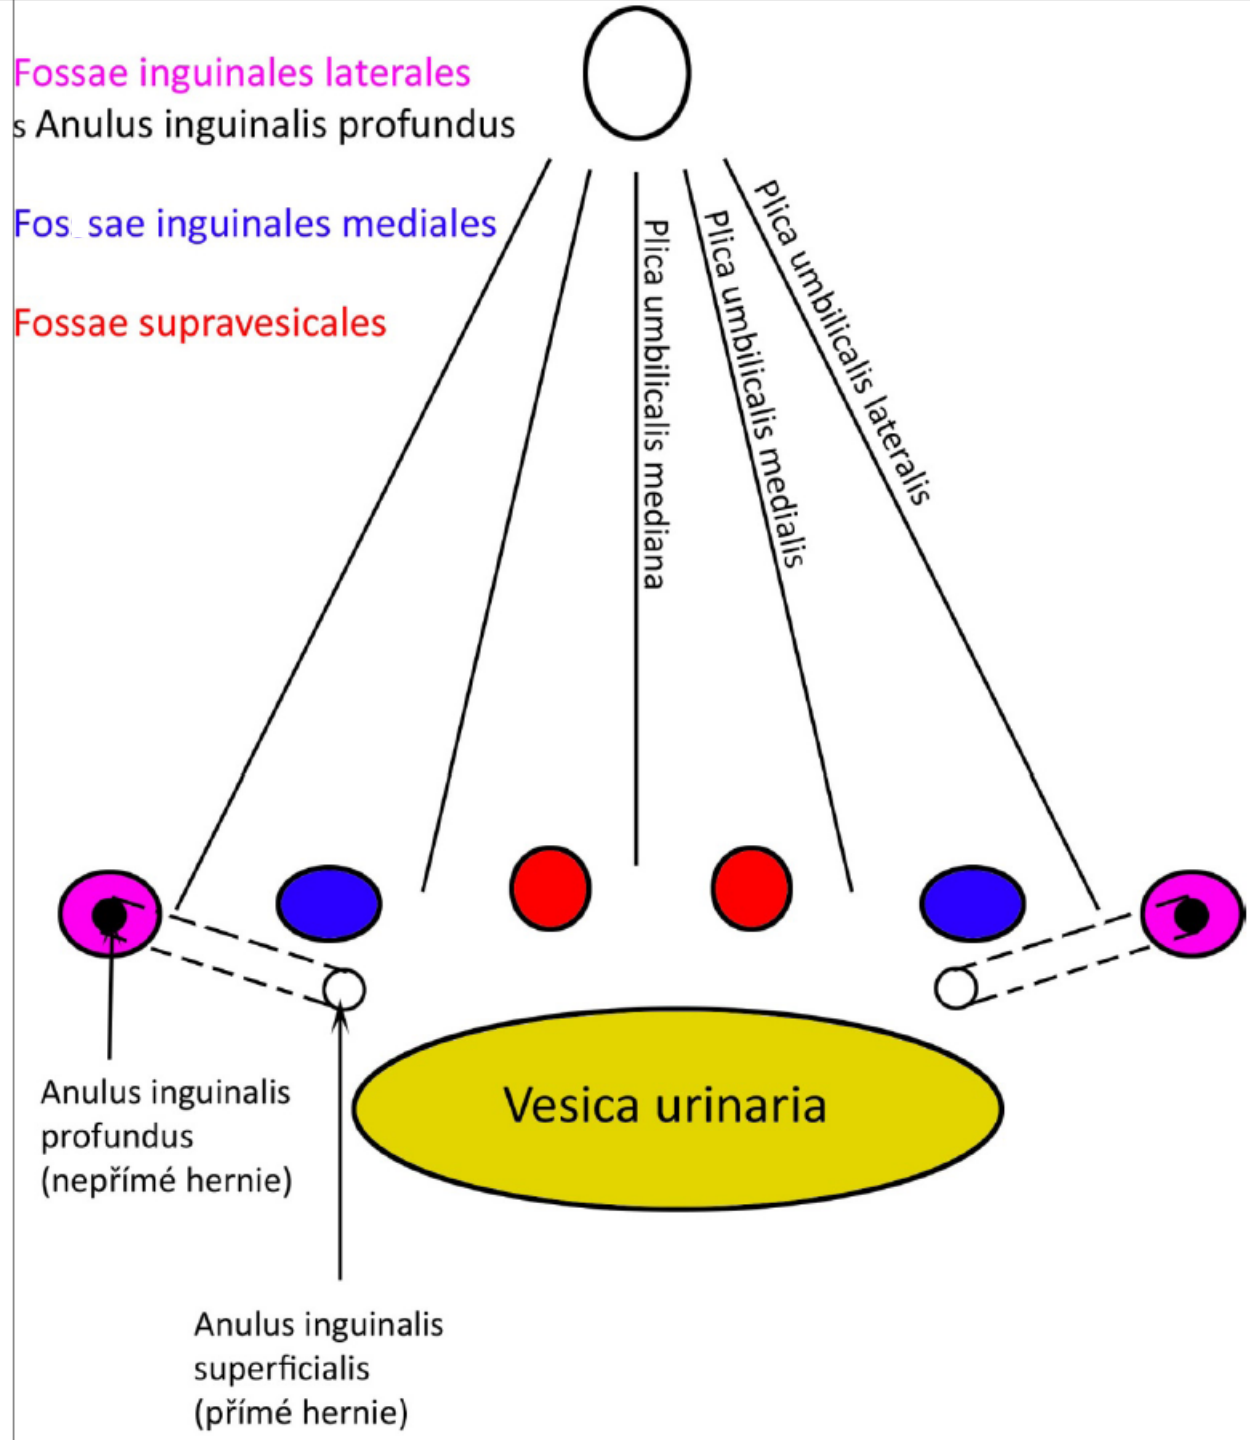 Fossae inguinales laterales
s Anulus inguinalis profundus
Fos sae inguinales mediales
Fossae supravesicales
Plica umbilicalis mediana
Plica umbilicalis medialis
Plica umbilicalis lateralis
Vesica urinaria
Anulus inguinalis
profundus
(nepřímé hernie)
Anulus inguinalis
superficialis
(přímé hernie)